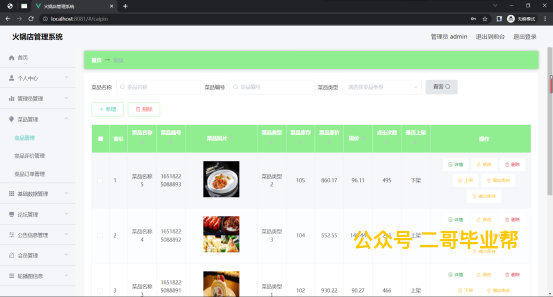 火锅店管理系统
localhost:8081/#/caipin
火锅店管理系统
管理员 admin 退出到前台 退出登录
首页
个人中心
管理员管理
菜品管理
菜品管理
菜品评价管理
菜品订单管理
基础数据管理
论坛管理
公告信息管理
会员管理
轮播图信息
首页
菜品名称 菜品名称 菜品编号 菜品编号 菜品类型 请选择菜品类型 查询
+ 新增 删除
菜品名称 菜品编号 菜品照片 菜品类型 菜品库存 菜品原价 现价 点击次数 是否上架 操作
1 菜品名称5 16518225088893 菜品类型2 105 860.17 96.11 495 下架 详情 修改 删除 上架
2 菜品名称4 16518225088892 菜品类型3 104 552.55 上架 详情 修改 删除
3 菜品名称3 16518225088891 菜品类型1 102 930.22 90.27 466 上架 详情 修改 删除
公众号 二哥毕业帮